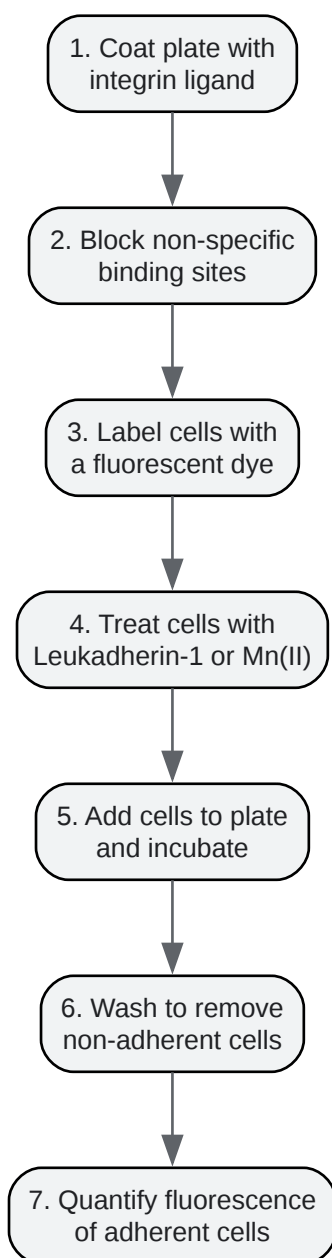 1. Coat plate with
integrin ligand
2. Block non-specific
binding sites
3. Label cells with
a fluorescent dye
4. Treat cells with
Leukadherin-1 or Mn(II)
5. Add cells to plate
and incubate
6. Wash to remove
non-adherent cells
7. Quantify fluorescence
of adherent cells